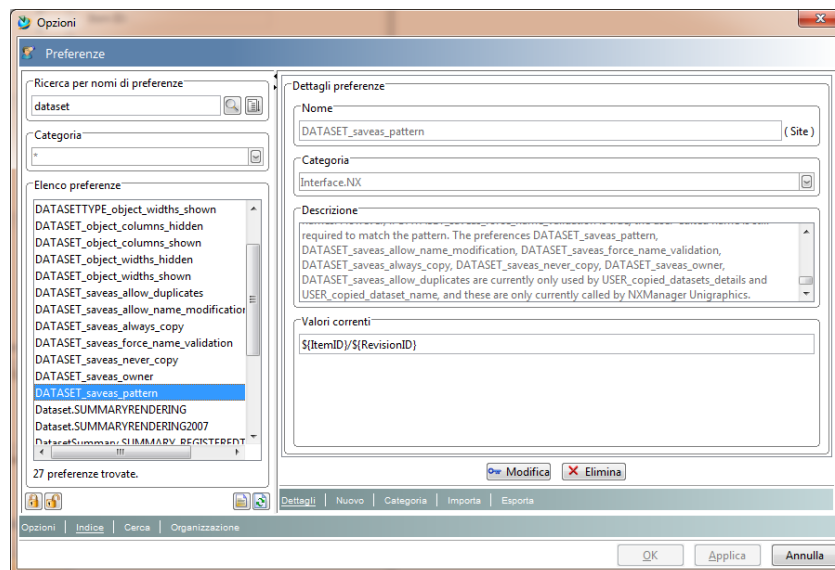 Opzioni
Preferenze
Ricerca per nomi di preferenze
dataset
Categoria
*
Elenco preferenze
DATASETTYPE_object_widths_shown
DATASET_object_columns_hidden
DATASET_object_columns_shown
DATASET_object_widths_hidden
DATASET_object_widths_shown
DATASET_saveas_allow_duplicates
DATASET_saveas_allow_name_modification
DATASET_saveas_always_copy
DATASET_saveas_force_name_validation
DATASET_saveas_never_copy
DATASET_saveas_owner
DATASET_saveas_pattern
Dataset.SUMMARYRENDERING
Dataset.SUMMARYRENDERING2007
DatasetSummary.SUMMARY_REGISTEREDT
27 preferenze trovate.
Dettagli preferenze
Nome
DATASET_saveas_pattern ( Site )
Categoria
Interface.NX
Descrizione
required to match the pattern. The preferences DATASET_saveas_pattern,
DATASET_saveas_allow_name_modification, DATASET_saveas_force_name_validation,
DATASET_saveas_always_copy, DATASET_saveas_never_copy, DATASET_saveas_owner,
DATASET_saveas_allow_duplicates are currently only used by USER_copied_datasets_details and
USER_copied_dataset_name, and these are only currently called by NXManager Unigraphics.
Valori correnti
${ItemID}/${RevisionID}
Modifica Elimina
Dettagli Nuovo Categoria Importa Esporta
Opzioni Indice Cerca Organizzazione
OK Applica Annulla